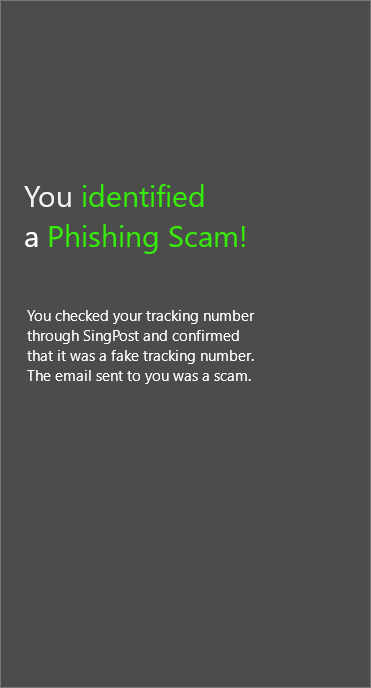 You identified
a Phishing Scam!
You checked your tracking number
through SingPost and confirmed
that it was a fake tracking number.
The email sent to you was a scam.